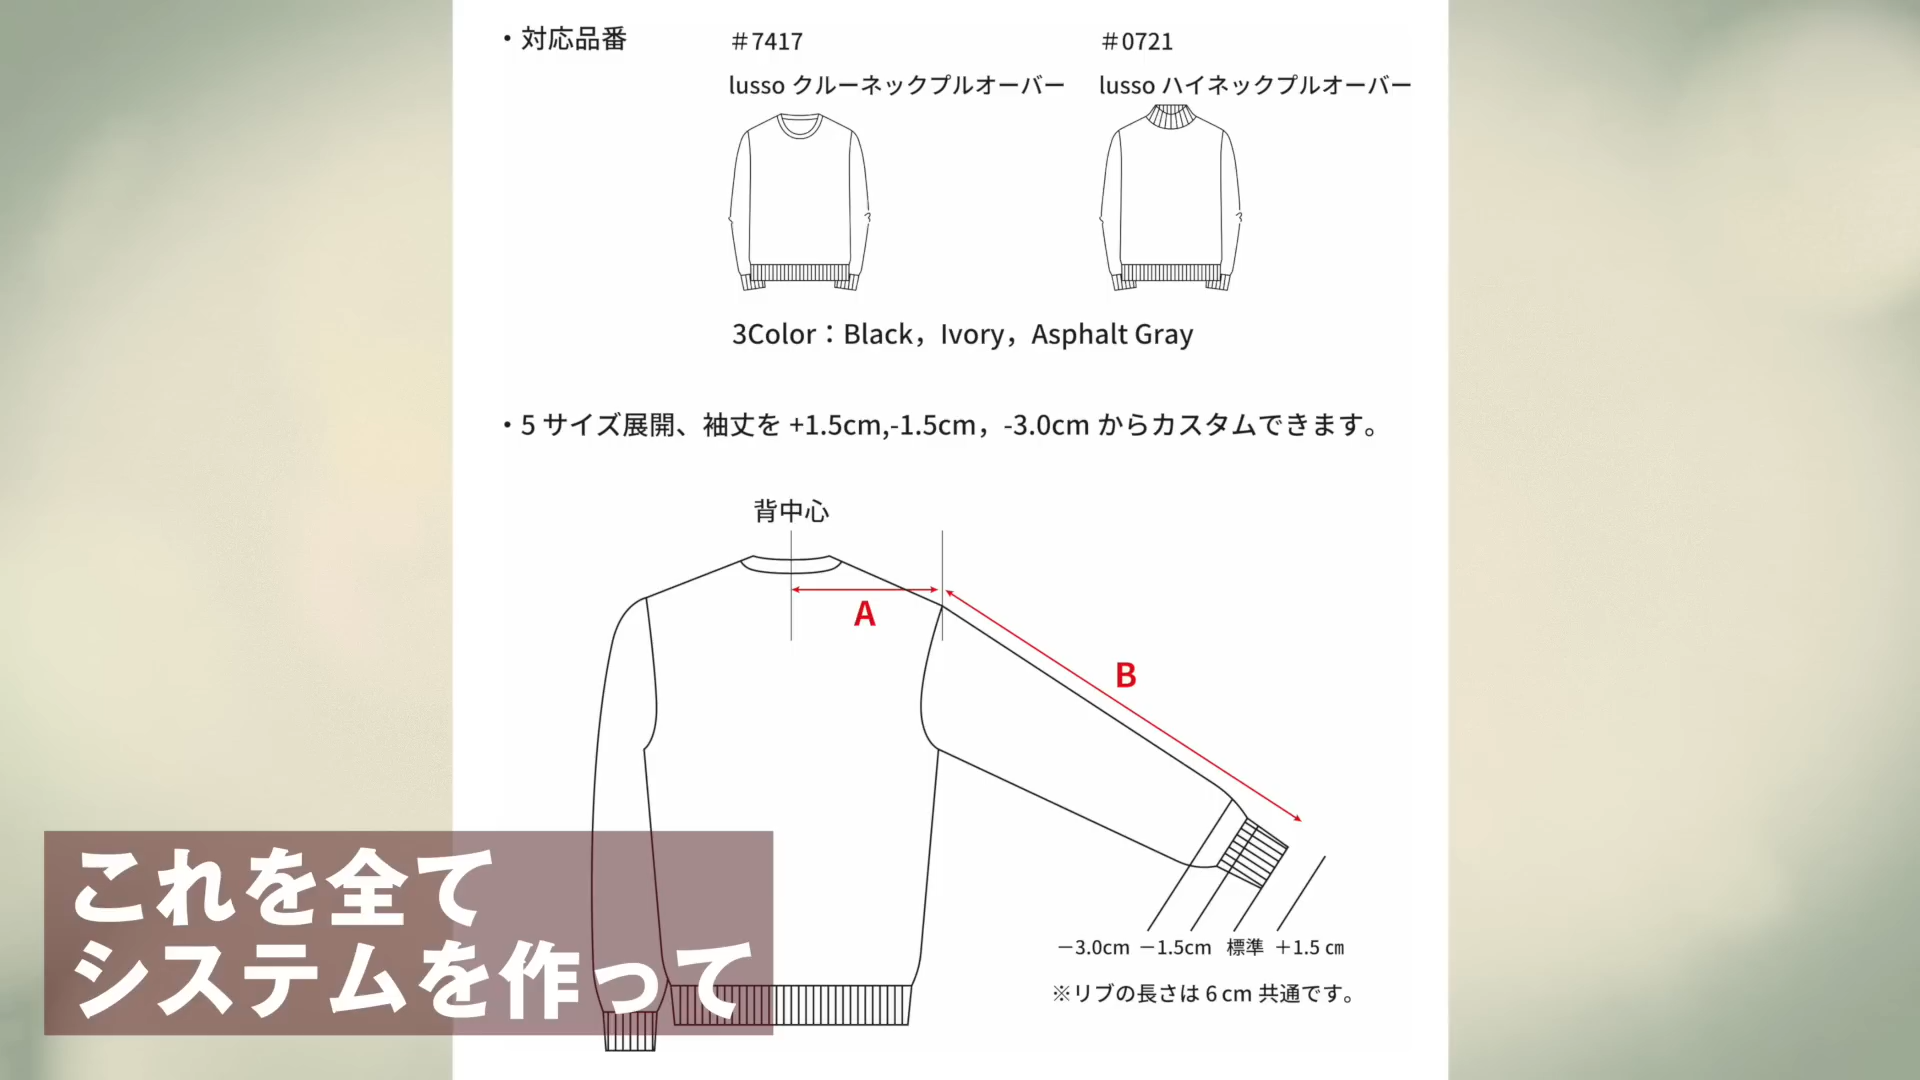 ・対応品番
＃7417
＃0721
lusso クルーネックプルオーバー
lusso ハイネックプルオーバー
3Color：Black，Ivory，Asphalt Gray
・5 サイズ展開、袖丈を +1.5cm,-1.5cm，-3.0cm からカスタムできます。
背中心
A
B
－3.0cm －1.5cm 標準 ＋1.5 ㎝
※リブの長さは 6 cm 共通です。
これを全て
システムを作って